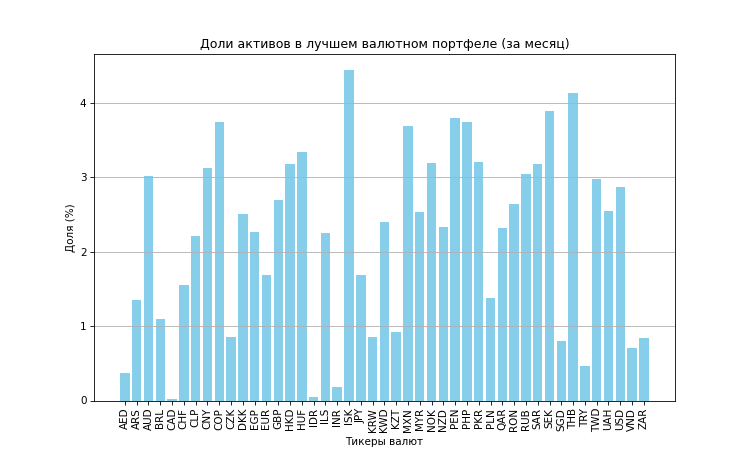 Доли активов в лучшем валютном портфеле (за месяц)
Доля (%)
4
3
2
1
0
AED ARS AUD BRL CAD CHF CLP CNY COP CZK DKK EGP EUR GBP HKD HUF IDR ILS INR ISK JPY KRW KWD KZT MXN MYR NOK NZD PEN PHP PKR PLN QAR RON RUB SAR SEK SGD THB TRY TWD UAH USD VND ZAR
Тикеры валют